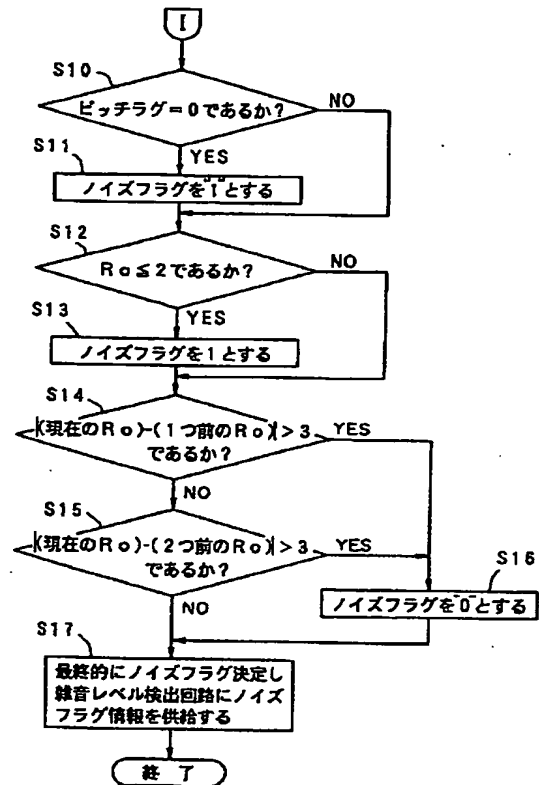 I
S10
ピッチラグ=0であるか?
NO
YES
S11
ノイズフラグを"1"とする
S12
Ro≦2であるか?
NO
YES
S13
ノイズフラグを1とする
S14
|(現在のRo)-(1つ前のRo)|>3
であるか?
YES
NO
S15
|(現在のRo)-(2つ前のRo)|>3
であるか?
YES
NO
S16
ノイズフラグを"0"とする
S17
最終的にノイズフラグ決定し
雑音レベル検出回路にノイズ
フラグ情報を供給する
終了